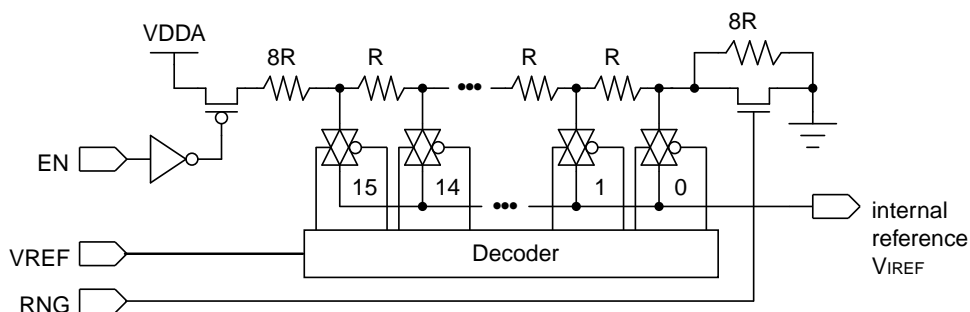 8R
VDDA
8R
R
R
R
EN
15
14
1
0
internal
reference
VIREF
VREF
Decoder
RNG